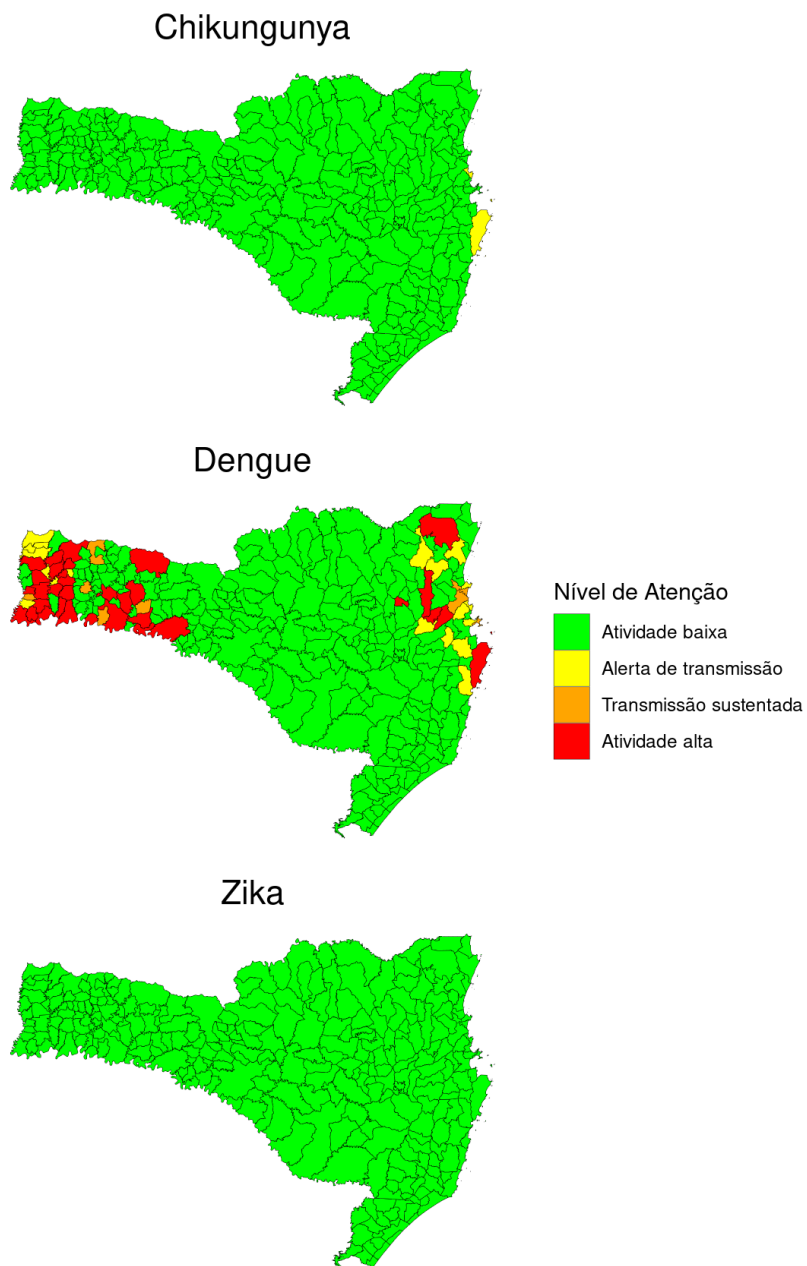 Chikungunya
Dengue
Nível de Atenção
Atividade baixa
Alerta de transmissão
Transmissão sustentada
Atividade alta
Zika